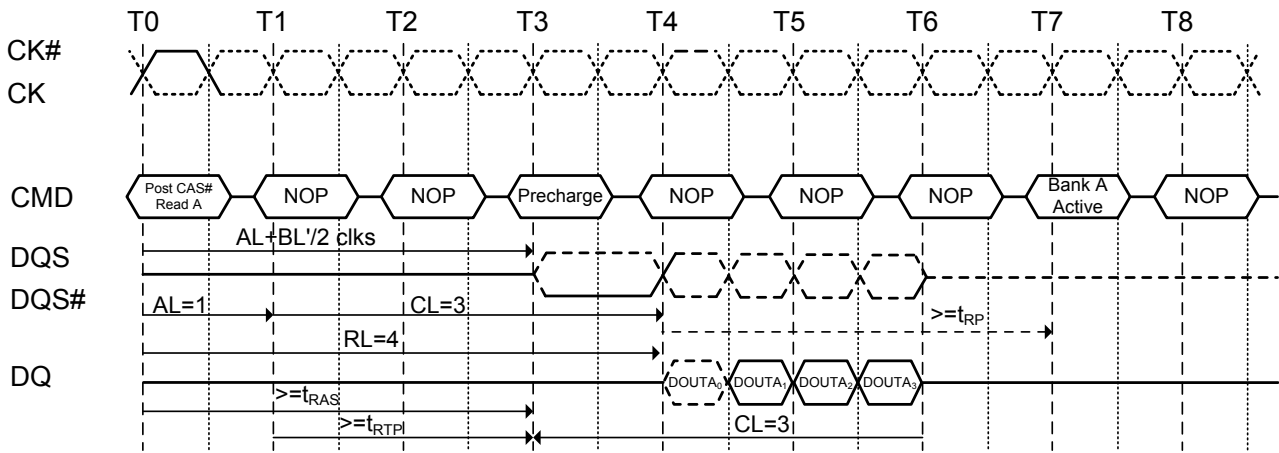 T0 T1 T2 T3 T4 T5 T6 T7 T8
CK#
CK
CMD Post CAS# Read A NOP NOP Precharge NOP NOP NOP Bank A Active NOP
AL+BL'/2 clks
DQS
DQS#
AL=1 CL=3 >=tRP
RL=4
DQ DOUTA0 DOUTA1 DOUTA2 DOUTA3
>=tRAS
>=tRTP CL=3